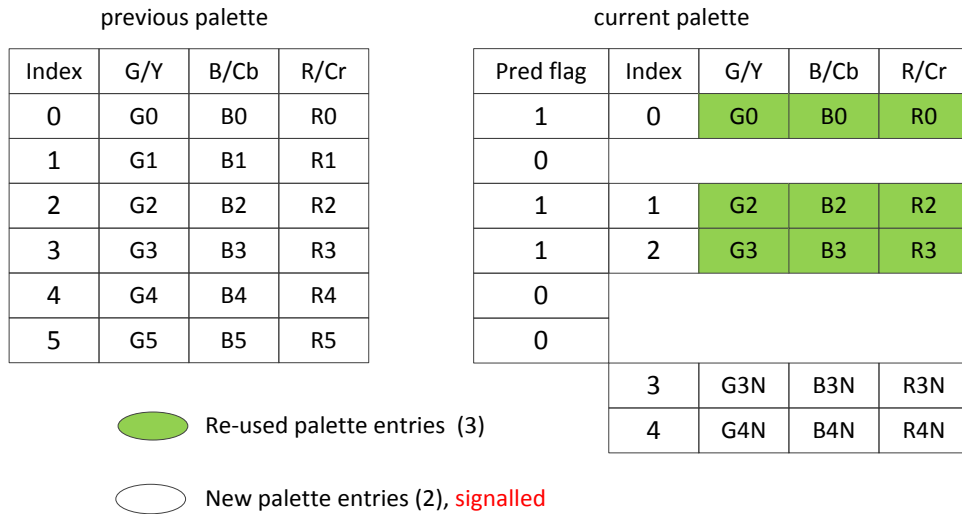 previous palette
Index G/Y B/Cb R/Cr
0 G0 B0 R0
1 G1 B1 R1
2 G2 B2 R2
3 G3 B3 R3
4 G4 B4 R4
5 G5 B5 R5
current palette
Pred flag Index G/Y B/Cb R/Cr
1 0 G0 B0 R0
0
1 1 G2 B2 R2
1 2 G3 B3 R3
0
0
3 G3N B3N R3N
4 G4N B4N R4N
Re-used palette entries (3)
New palette entries (2), signalled